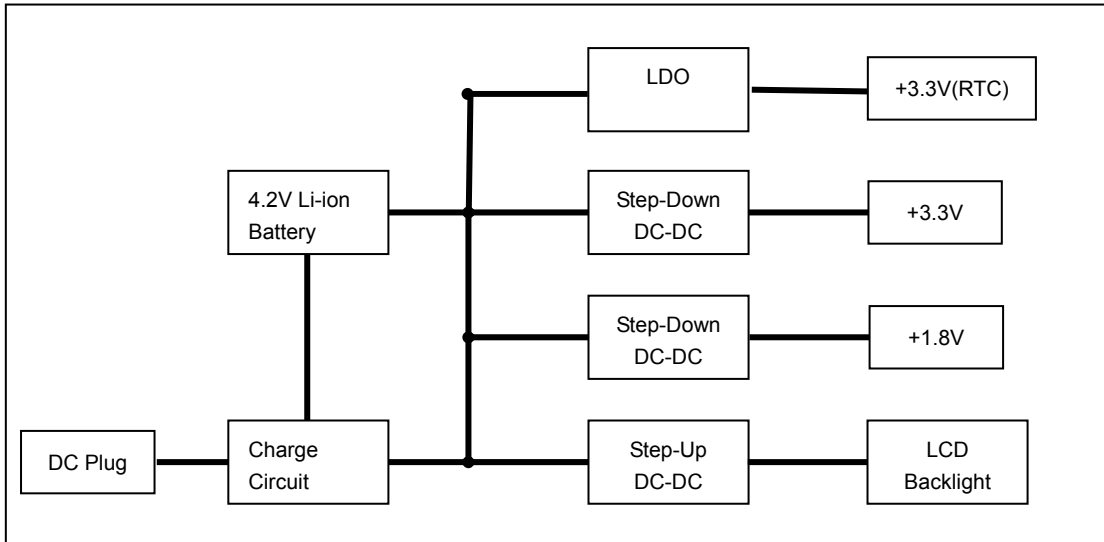 LDO
+3.3V(RTC)
4.2V Li-ion
Battery
Step-Down
DC-DC
+3.3V
Step-Down
DC-DC
+1.8V
DC Plug
Charge
Circuit
Step-Up
DC-DC
LCD
Backlight